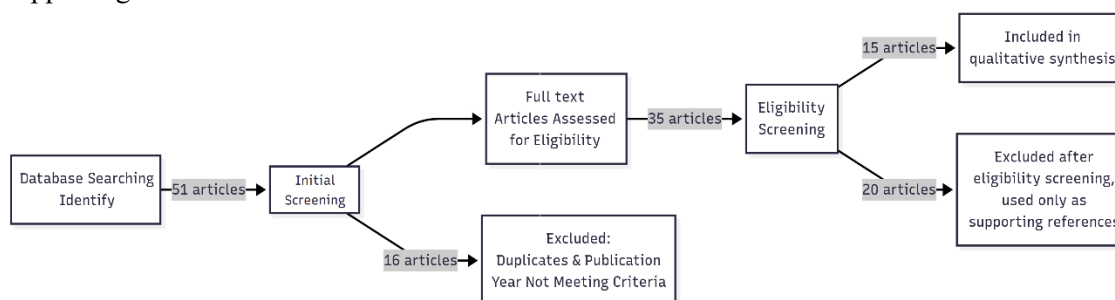 Database Searching
Identify
51 articles
Initial
Screening
Full text
Articles Assessed
for Eligibility
16 articles
Excluded:
Duplicates & Publication
Year Not Meeting Criteria
35 articles
Eligibility
Screening
15 articles
Included in
qualitative synthesis
20 articles
Excluded after
eligibility screening,
used only as
supporting references